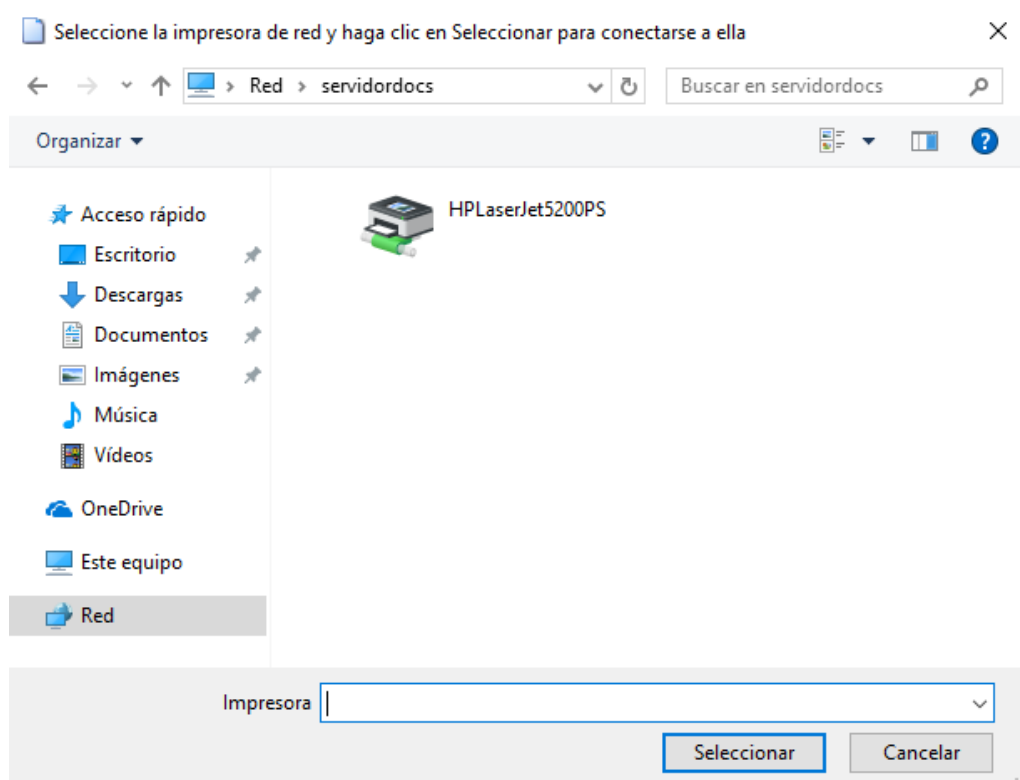 Seleccione la impresora de red y haga clic en Seleccionar para conectarse a ella
Red > servidordocs
Buscar en servidordocs
Organizar
Acceso rápido
Escritorio
Descargas
Documentos
Imágenes
Música
Vídeos
OneDrive
Este equipo
Red
HPLaserJet5200PS
Impresora
Seleccionar
Cancelar